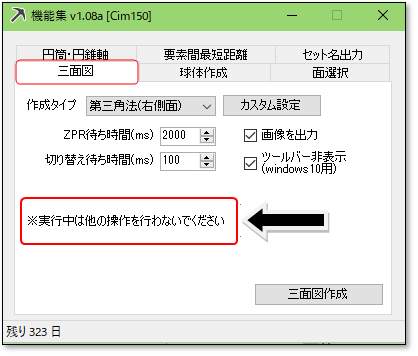 機能集 v1.08a [Cim150]
円筒・円錐軸 要素間最短距離 セット名出力
三面図 球体作成 面選択
作成タイプ 第三角法(右側面) カスタム設定
ZPR待ち時間(ms) 2000 画像を出力
切り替え待ち時間(ms) 100 ツールバー非表示
(windows10用)
※実行中は他の操作を行わないでください
三面図作成
残り 323 日